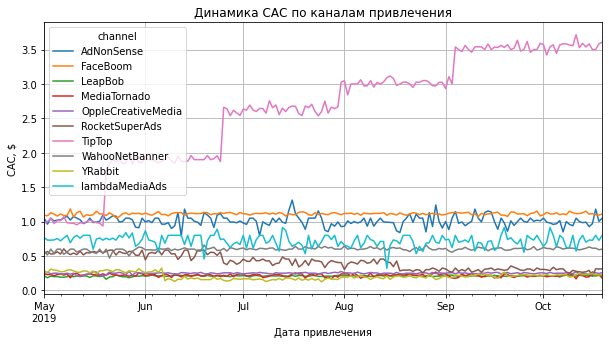 Динамика CAC по каналам привлечения
CAC, $
3.5
3.0
2.5
2.0
1.5
1.0
0.5
0.0
channel
AdNonSense
FaceBoom
LeapBob
MediaTornado
OppleCreativeMedia
RocketSuperAds
TipTop
WahooNetBanner
YRabbit
lambdaMediaAds
May Jun Jul Aug Sep Oct
2019
Дата привлечения